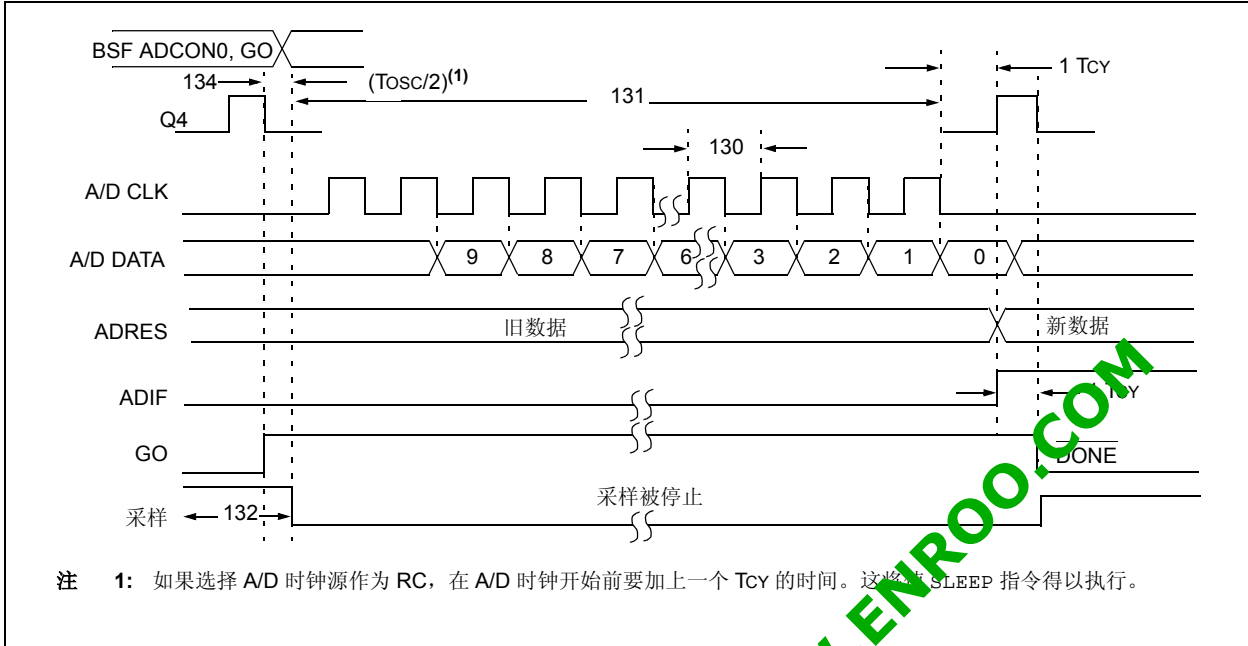 BSF ADCON0, GO
134 (TOSC/2)(1) 131 1 TCY
Q4
130
A/D CLK
A/D DATA 9 8 7 6 3 2 1 0
ADRES 旧数据 新数据
ADIF TCY
GO DONE
采样 132 采样被停止
注 1: 如果选择 A/D 时钟源作为 RC，在 A/D 时钟开始前要加上一个 TCY 的时间。这将 SLEEP 指令得以执行。
ENROO.COM